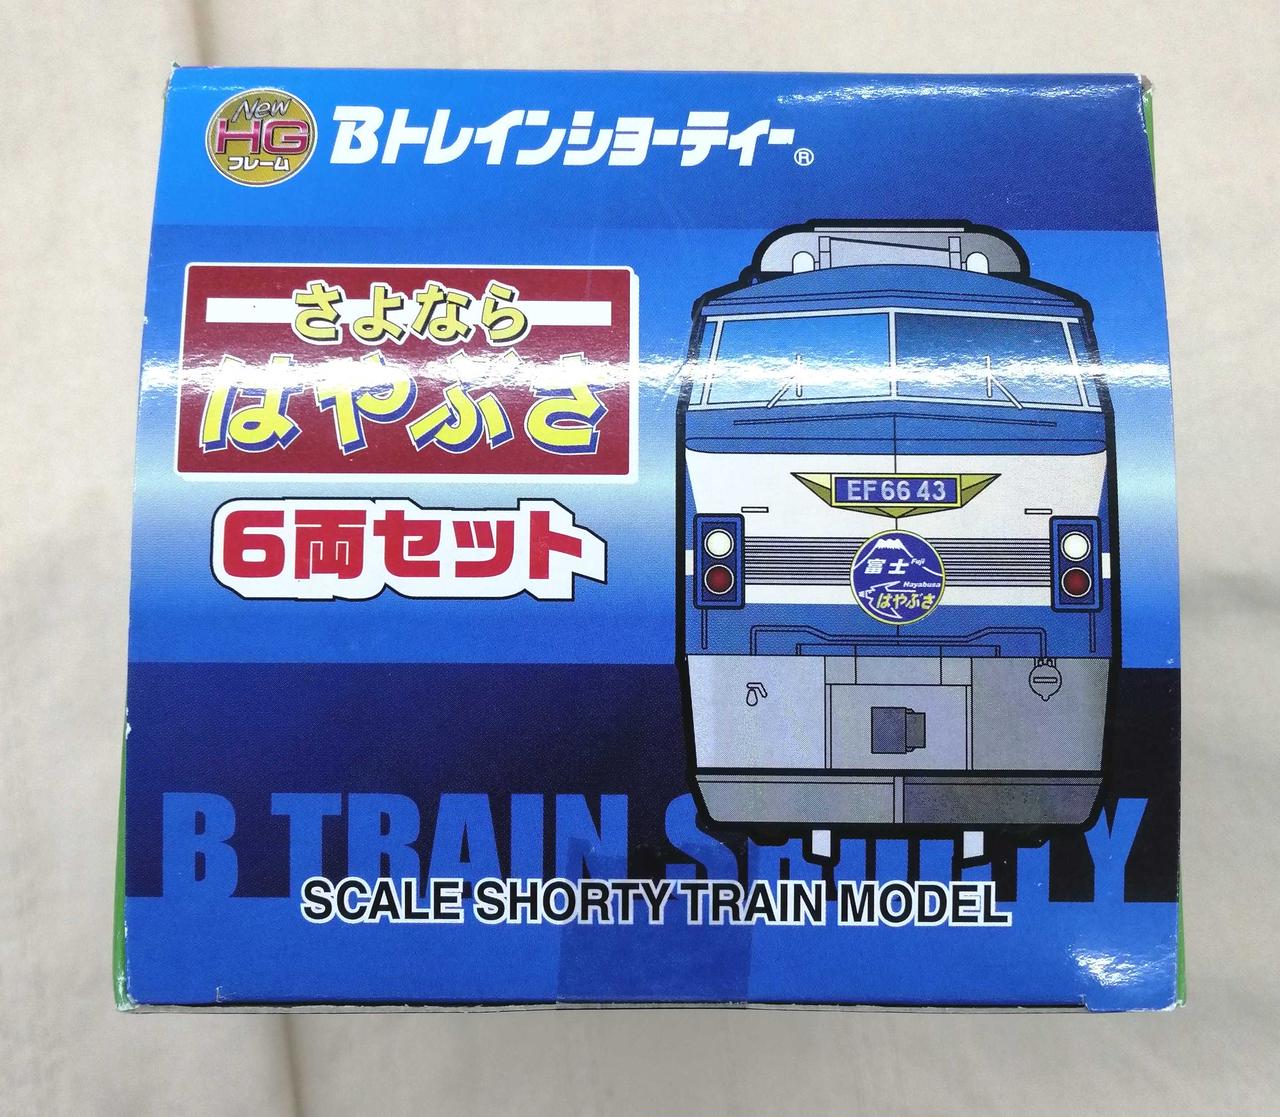 New
HG
フレーム
Bトレインショーティー®
さよなら
はやぶさ
6両セット
EF66 43
富士 Fuji
Hayabusa
はやぶさ
B TRAIN
SCALE SHORTY TRAIN MODEL